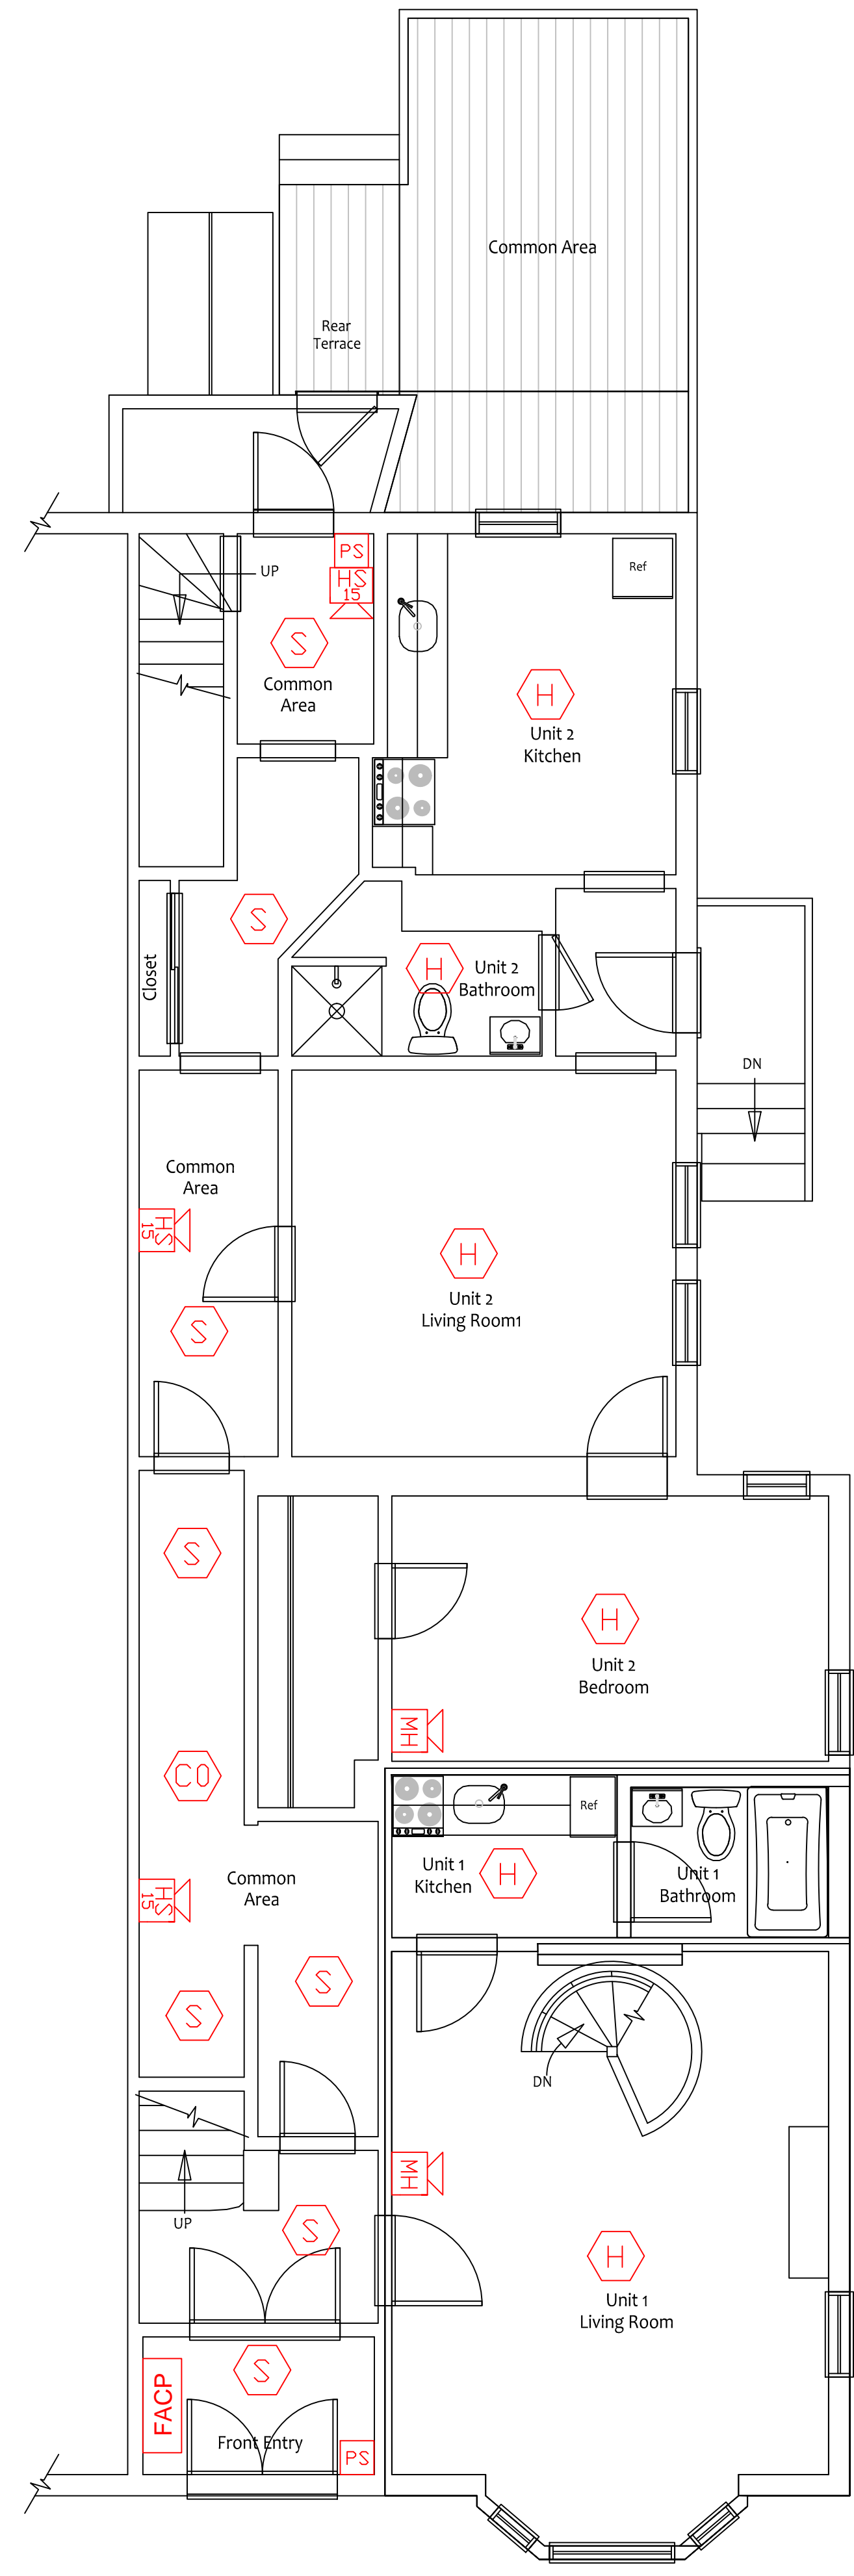 Common Area
Rear
Terrace
UP
PS
HS
15
Ref
S
Common
Area
H
Unit 2
Kitchen
S
Closet
H
Unit 2
Bathroom
DN
Common
Area
HS
15
H
Unit 2
Living Room1
S
S
H
Unit 2
Bedroom
MH
CO
Ref
Unit 1
Kitchen
H
Unit 1
Bathroom
Common
Area
HS
15
S
S
DN
MH
UP
S
H
Unit 1
Living Room
S
FACP
Front Entry
PS